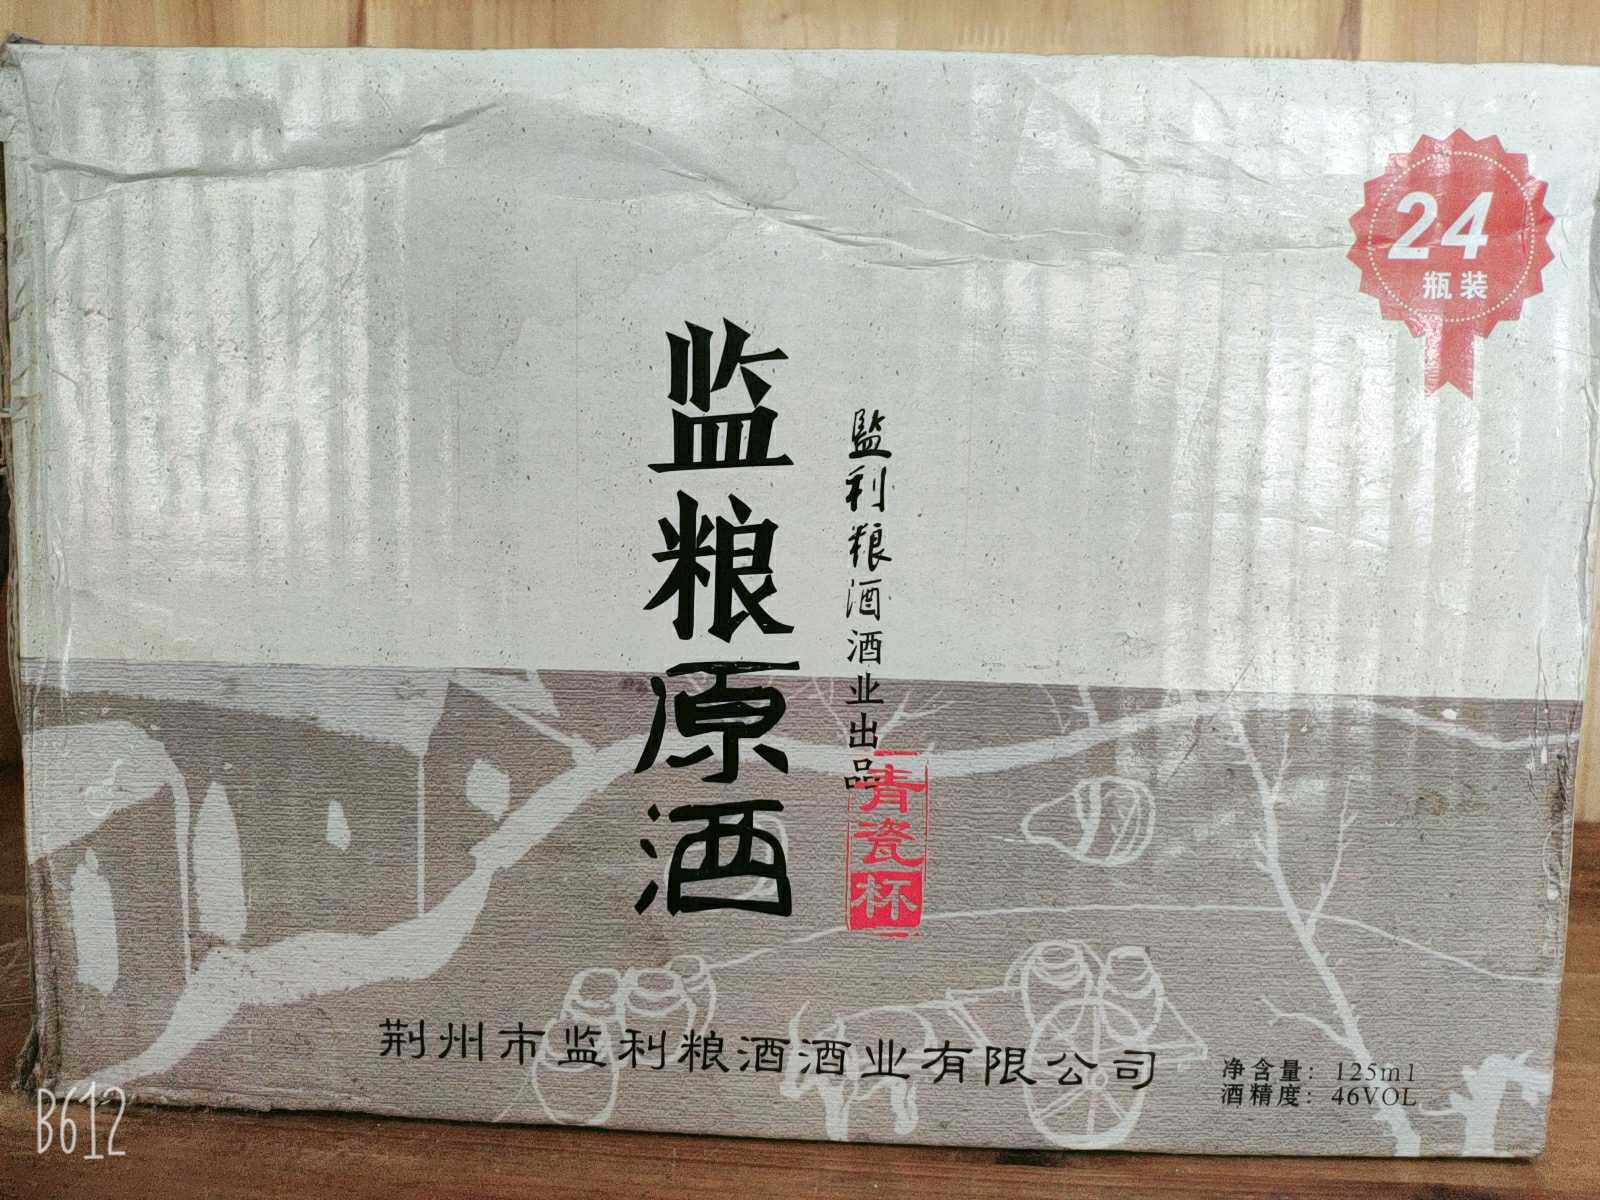 24
瓶装
监粮原酒
監利粮酒酒业出品
青瓷杯
荆州市监利粮酒酒业有限公司
净含量：125ml
酒精度：46VOL
B612